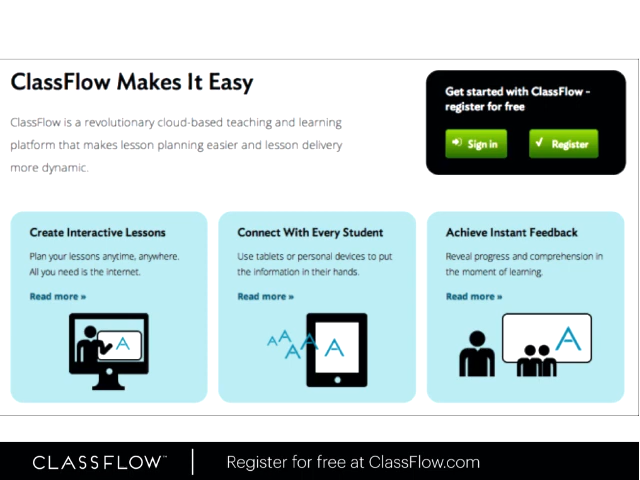 ClassFlow Makes It Easy
ClassFlow is a revolutionary cloud-based teaching and learning
platform that makes lesson planning easier and lesson delivery
more dynamic.
Get started with ClassFlow –
register for free
Sign in
Register
Create Interactive Lessons
Plan your lessons anytime, anywhere.
All you need is the internet.
Read more »
Connect With Every Student
Use tablets or personal devices to put
the information in their hands.
Read more »
Achieve Instant Feedback
Reveal progress and comprehension in
the moment of learning.
Read more »
A
A A A A A
A
CLASSFLOW™
Register for free at ClassFlow.com